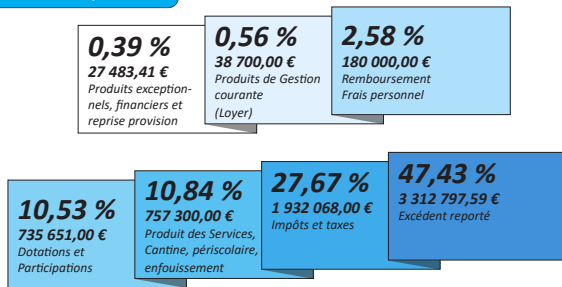 0,39 %
27 483,41 €
Produits exception-
nels, financiers et
reprise provision
0,56 %
38 700,00 €
Produits de Gestion
courante
(Loyer)
2,58 %
180 000,00 €
Remboursement
Frais personnel
10,53 %
735 651,00 €
Dotations et
Participations
10,84 %
757 300,00 €
Produit des Services,
Cantine, périscolaire,
enfouissement
27,67 %
1 932 068,00 €
Impôts et taxes
47,43 %
3 312 797,59 €
Excédent reporté